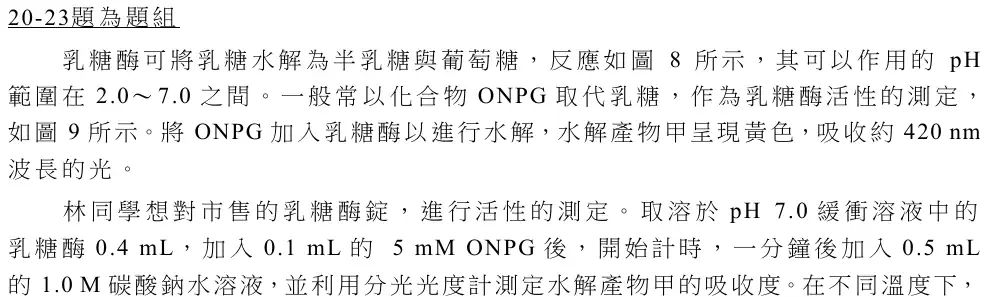 20-23題為題組
乳糖酶可將乳糖水解為半乳糖與葡萄糖，反應如圖 8 所示，其可以作用的 pH
範圍在 2.0～7.0 之間。一般常以化合物 ONPG 取代乳糖，作為乳糖酶活性的測定，
如圖 9 所示。將 ONPG 加入乳糖酶以進行水解，水解產物甲呈現黃色，吸收約 420 nm
波長的光。
林同學想對市售的乳糖酶錠，進行活性的測定。取溶於 pH 7.0 緩衝溶液中的
乳糖酶 0.4 mL，加入 0.1 mL 的 5 mM ONPG 後，開始計時，一分鐘後加入 0.5 mL
的 1.0 M 碳酸鈉水溶液，並利用分光光度計測定水解產物甲的吸收度。在不同溫度下，